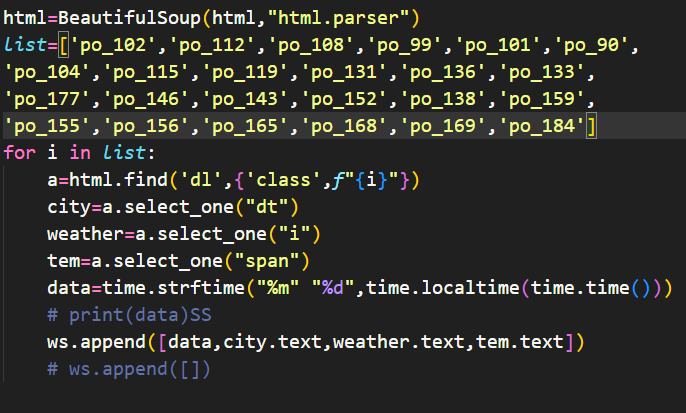 html=BeautifulSoup(html,"html.parser")
list=['po_102','po_112','po_108','po_99','po_101','po_90',
'po_104','po_115','po_119','po_131','po_136','po_133',
'po_177','po_146','po_143','po_152','po_138','po_159',
'po_155','po_156','po_165','po_168','po_169','po_184']
for i in list:
    a=html.find('dl',{'class',f"{i}"})
    city=a.select_one("dt")
    weather=a.select_one("i")
    tem=a.select_one("span")
    data=time.strftime("%m" "%d",time.localtime(time.time()))
    # print(data)SS
    ws.append([data,city.text,weather.text,tem.text])
    # ws.append([])